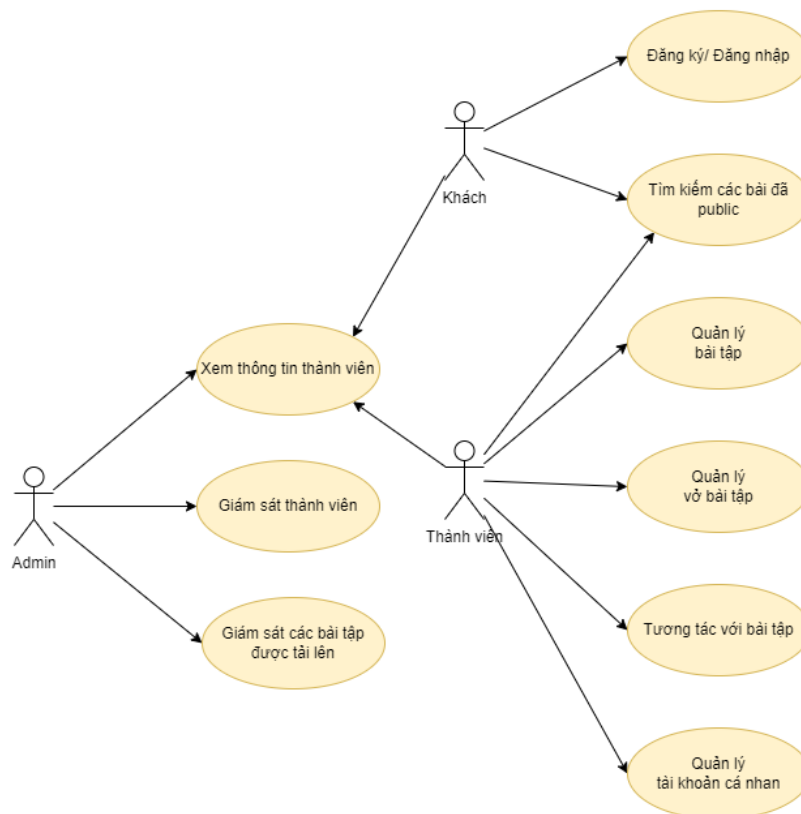 Đăng ký/ Đăng nhập
Khách
Tìm kiếm các bài đã
public
Xem thông tin thành viên
Quản lý
bài tập
Giám sát thành viên
Quản lý
vở bài tập
Admin
Thành viên
Giám sát các bài tập
được tải lên
Tương tác với bài tập
Quản lý
tài khoản cá nhan